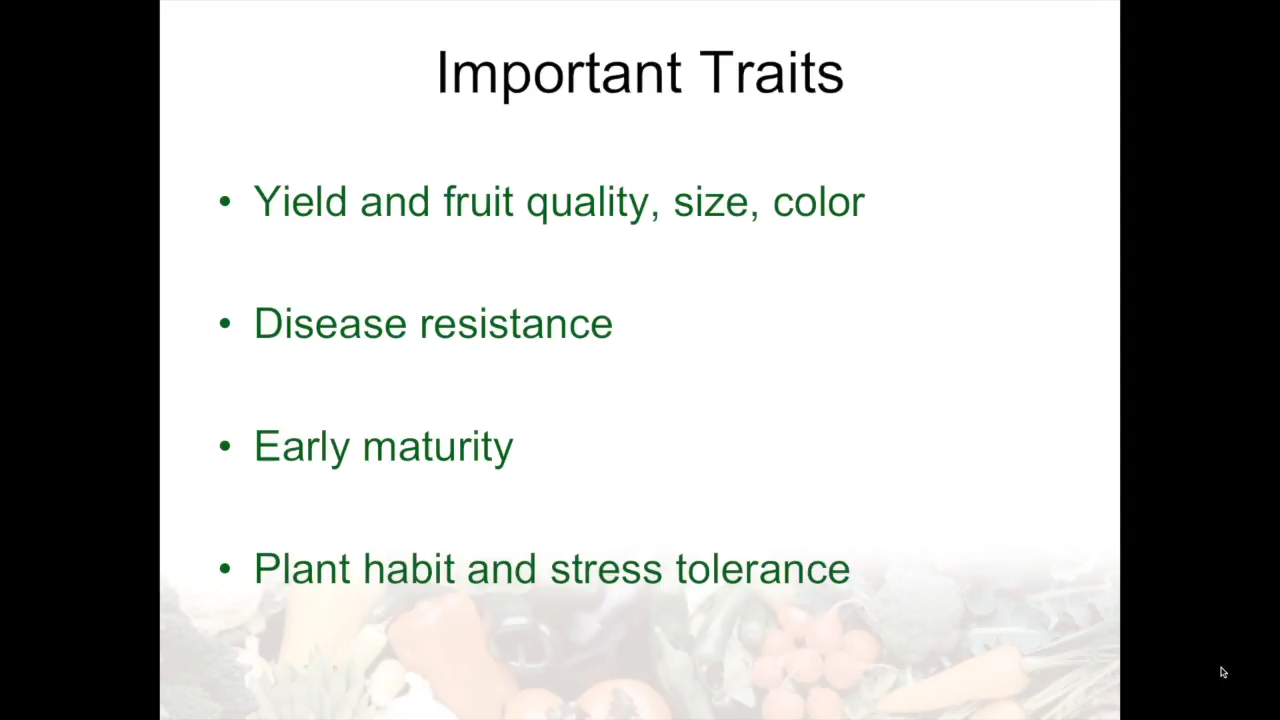 Important Traits
• Yield and fruit quality, size, color
• Disease resistance
• Early maturity
• Plant habit and stress tolerance